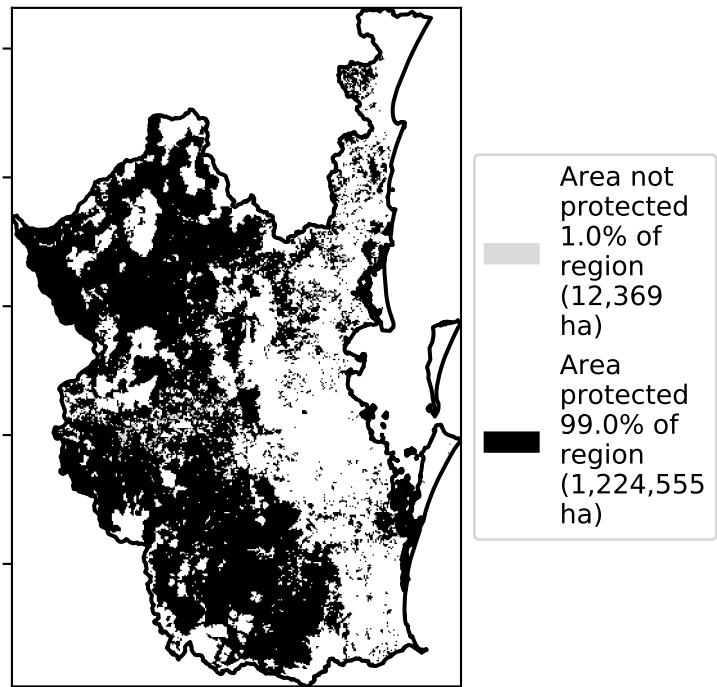 Area not
protected
1.0% of
region
(12,369
ha)
Area
protected
99.0% of
region
(1,224,555
ha)